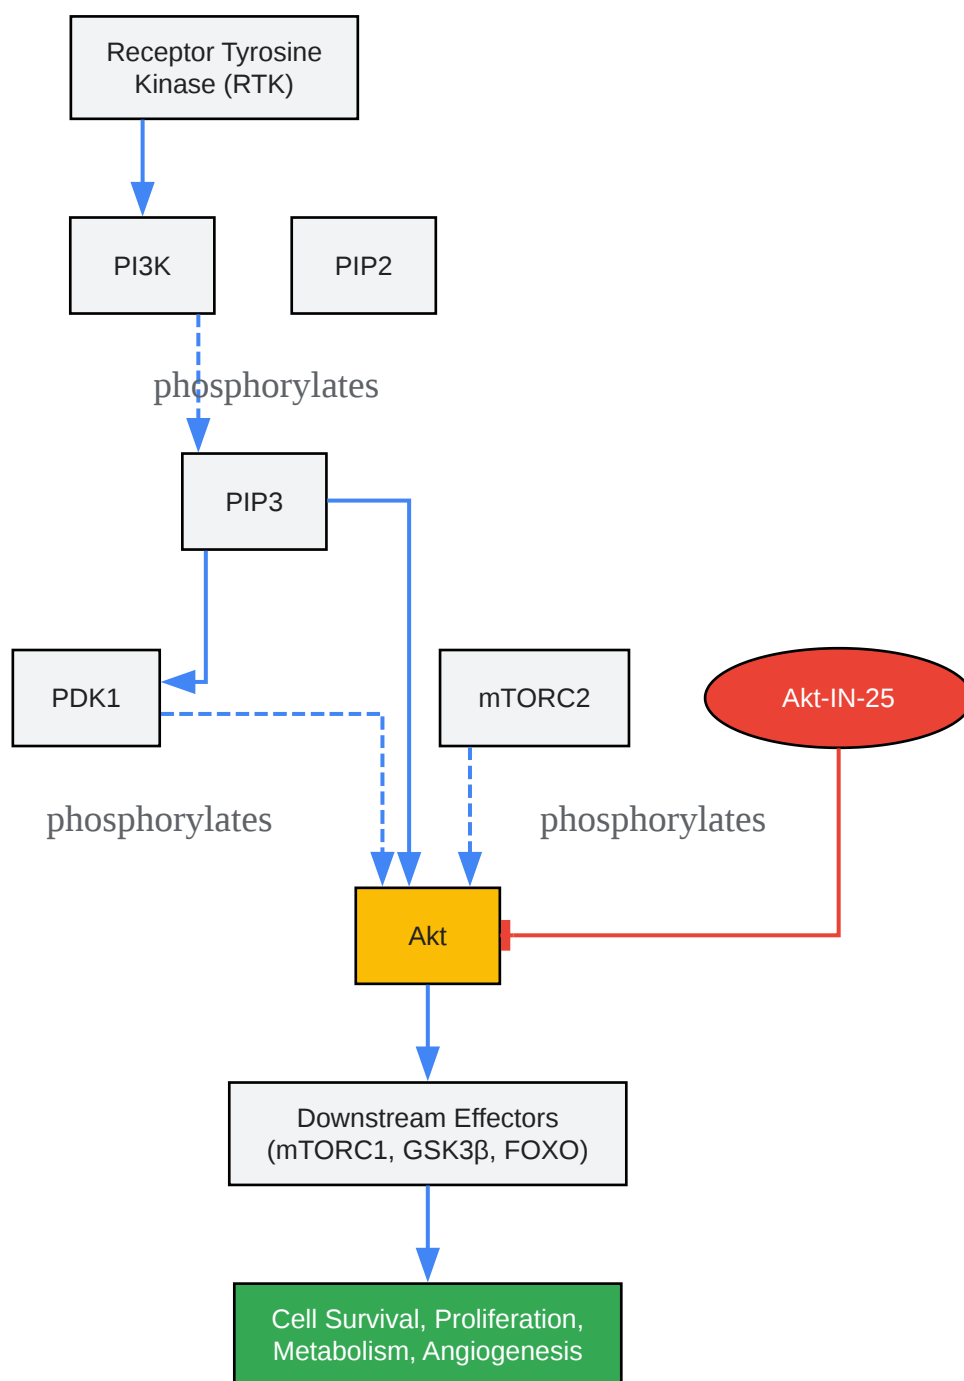 Receptor Tyrosine
Kinase (RTK)
PI3K
PIP2
phosphorylates
PIP3
PDK1
mTORC2
Akt-IN-25
phosphorylates
phosphorylates
Akt
Downstream Effectors
(mTORC1, GSK3β, FOXO)
Cell Survival, Proliferation,
Metabolism, Angiogenesis